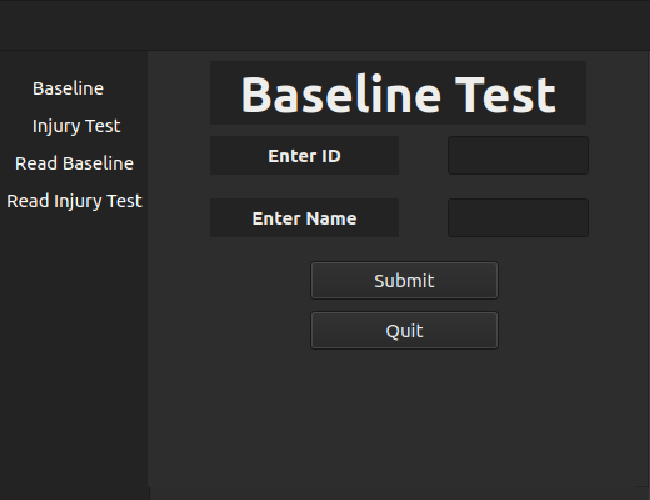 Baseline
Injury Test
Read Baseline
Read Injury Test
Baseline Test
Enter ID
Enter Name
Submit
Quit